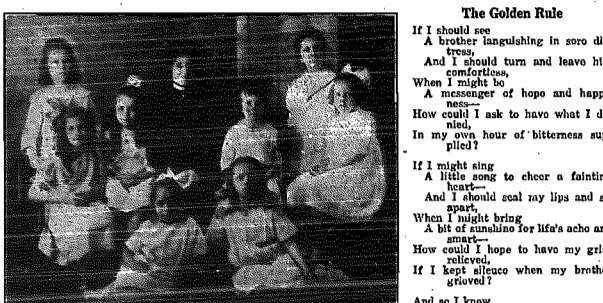 The Golden Rule
If I should see
A brother languishing in soro di
tress,
And I should turn and leave hi
comfortless,
When I might be
A messenger of hope and happ
ness—
How could I ask to have what I d
nied,
In my own hour of bitterness su
plied?
If I might sing
A little song to cheer a faintin
heart—
And I should seal my lips and s
apart,
When I might bring
A bit of sunshine for life's ache an
smart—
How could I hope to have my gri
relieved,
If I kept silence when my broth
grieved?
And so I know